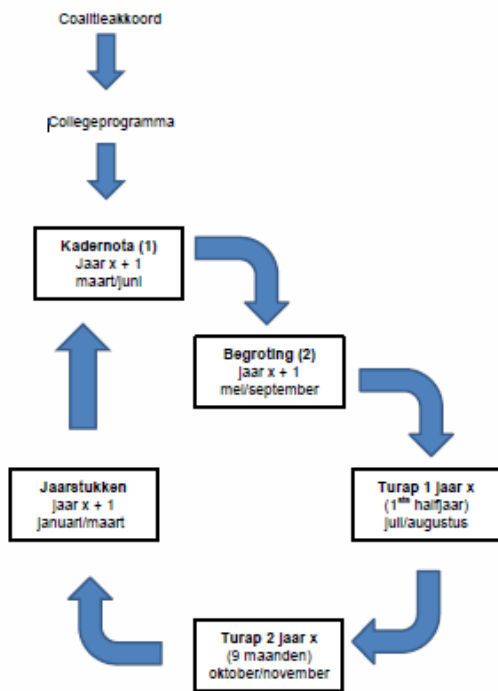 Coalitieakkoord
Collegeprogramma
Kadernota (1)
Jaar x + 1
maart/juni
Begroting (2)
jaar x + 1
mei/september
Turap 1 jaar x
(1ste halfjaar)
juli/augustus
Turap 2 jaar x
(9 maanden)
oktober/november
Jaarstukken
jaar x + 1
januari/maart